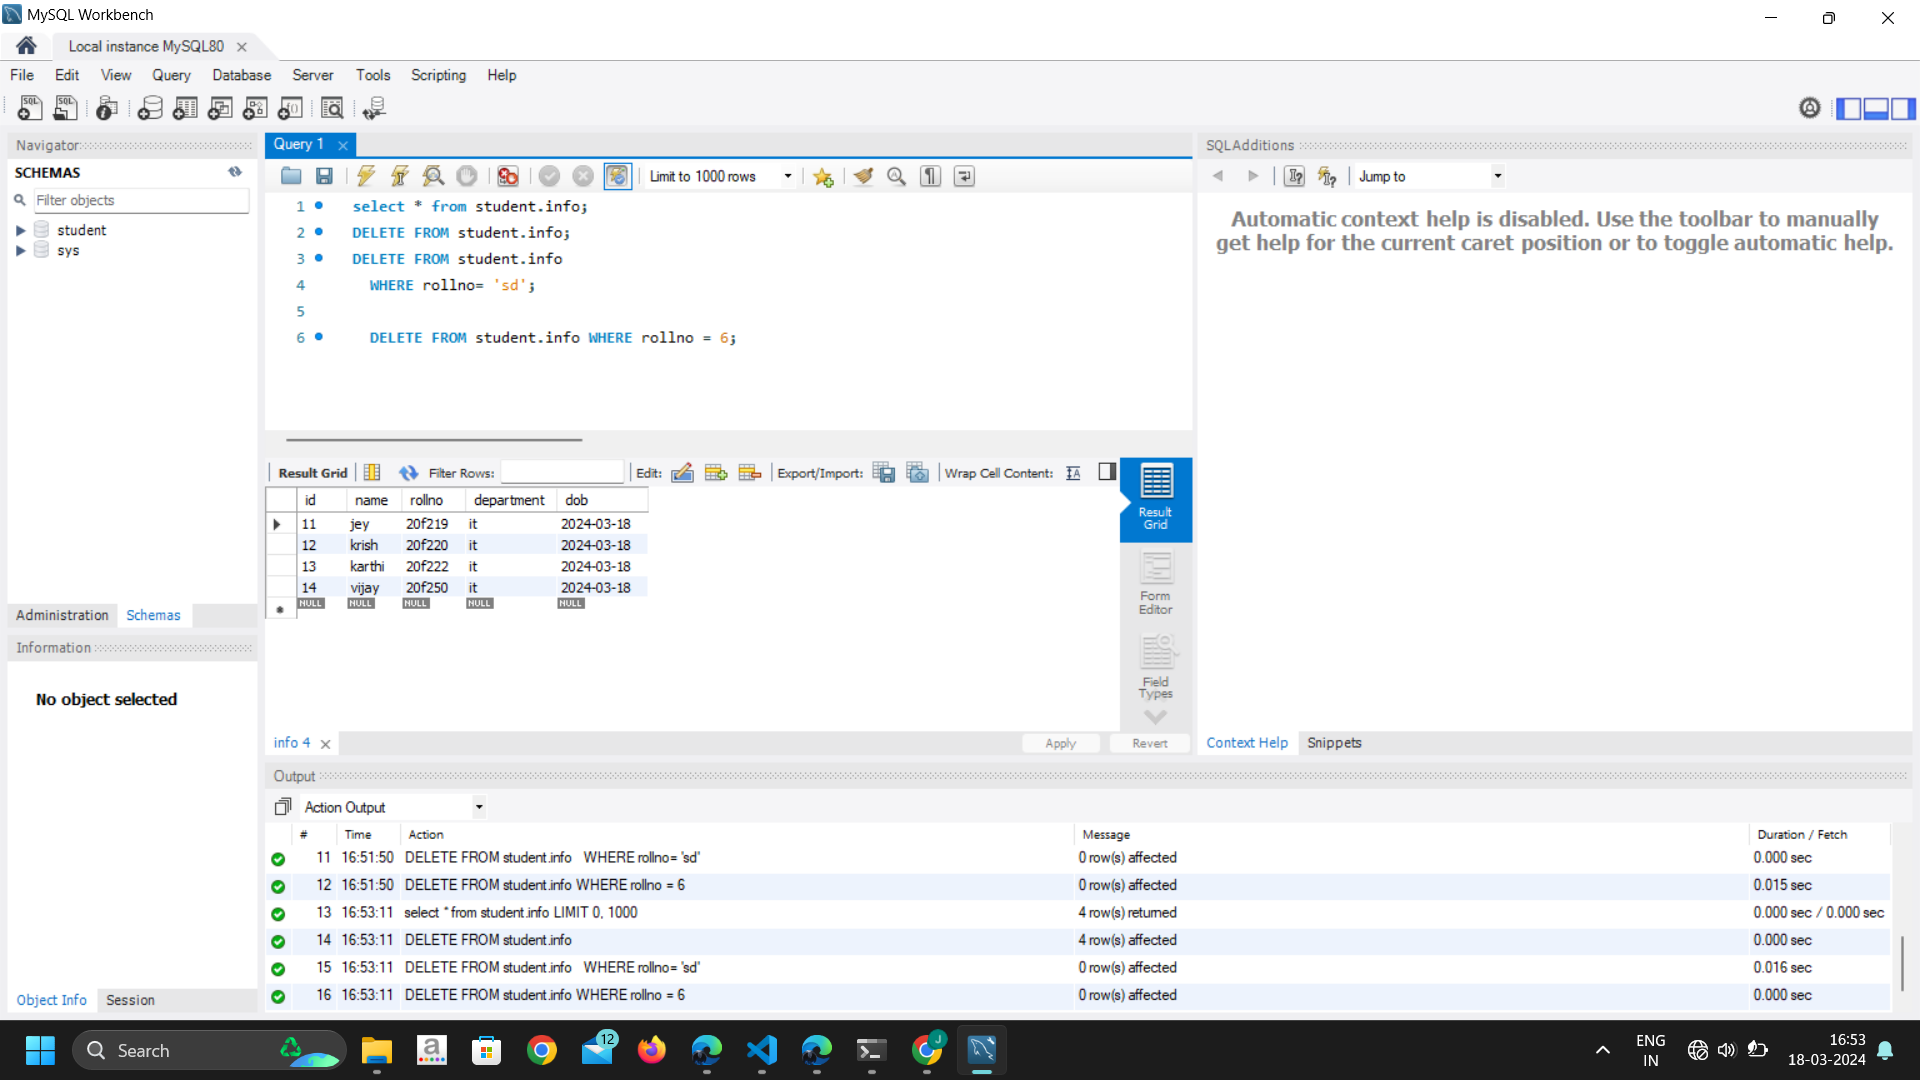 MySQL Workbench
Local instance MySQL80
File Edit View Query Database Server Tools Scripting Help
Navigator
SCHEMAS
Filter objects
student
sys
Administration Schemas
Information
No object selected
Object Info Session
Query 1
Limit to 1000 rows
1 select * from student.info;
2 DELETE FROM student.info;
3 DELETE FROM student.info
4 WHERE rollno= 'sd';
5
6 DELETE FROM student.info WHERE rollno = 6;
Result Grid Filter Rows: Edit: Export/Import: Wrap Cell Content:
id name rollno department dob
11 jey 20f219 it 2024-03-18
12 krish 20f220 it 2024-03-18
13 karthi 20f222 it 2024-03-18
14 vijay 20f250 it 2024-03-18
NULL NULL NULL NULL NULL
Result
Grid
Form
Editor
Field
Types
info 4
Apply Revert
SQLAdditions
Jump to
Automatic context help is disabled. Use the toolbar to manually
get help for the current caret position or to toggle automatic help.
Context Help Snippets
Output
Action Output
# Time Action Message Duration / Fetch
11 16:51:50 DELETE FROM student.info WHERE rollno= 'sd' 0 row(s) affected 0.000 sec
12 16:51:50 DELETE FROM student.info WHERE rollno = 6 0 row(s) affected 0.015 sec
13 16:53:11 select * from student.info LIMIT 0, 1000 4 row(s) returned 0.000 sec / 0.000 sec
14 16:53:11 DELETE FROM student.info 4 row(s) affected 0.000 sec
15 16:53:11 DELETE FROM student.info WHERE rollno= 'sd' 0 row(s) affected 0.016 sec
16 16:53:11 DELETE FROM student.info WHERE rollno = 6 0 row(s) affected 0.000 sec
Search
a
12
J
ENG
IN
16:53
18-03-2024